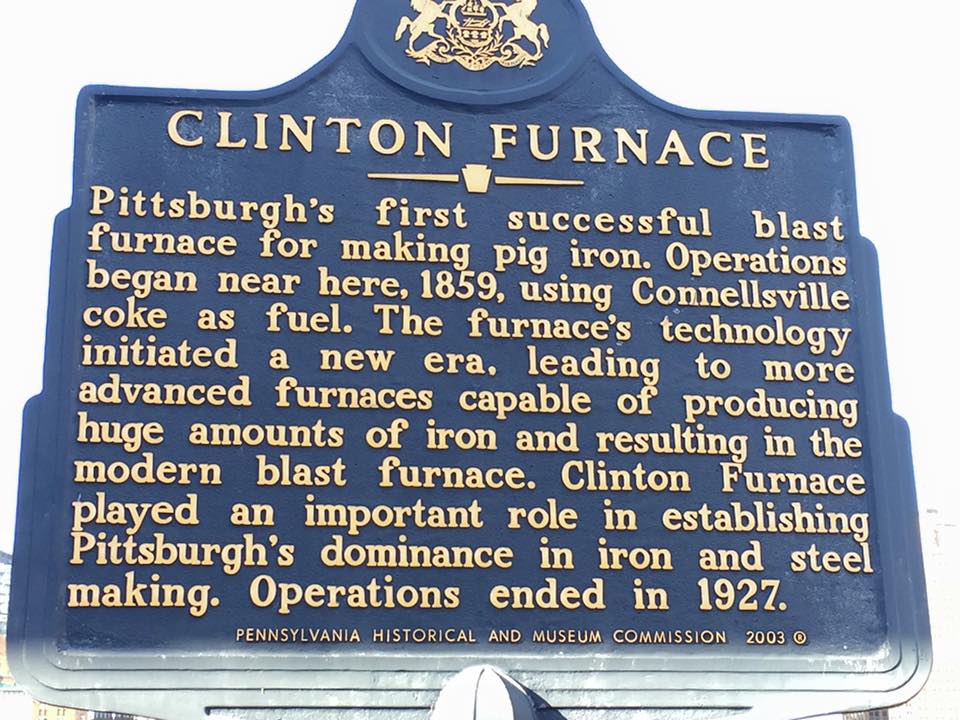 CLINTON FURNACE
Pittsburgh's first successful blast
furnace for making pig iron. Operations
began near here, 1859, using Connellsville
coke as fuel. The furnace's technology
initiated a new era, leading to more
advanced furnaces capable of producing
huge amounts of iron and resulting in the
modern blast furnace. Clinton Furnace
played an important role in establishing
Pittsburgh's dominance in iron and steel
making. Operations ended in 1927.
PENNSYLVANIA HISTORICAL AND MUSEUM COMMISSION 2003 ®